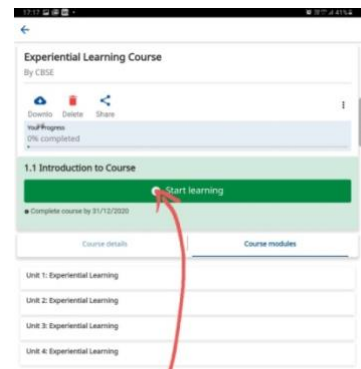 17:17
41%
Experiential Learning Course
By CBSE
Downlo Delete Share
Your Progress
0% completed
1.1 Introduction to Course
Start learning
Complete course by 31/12/2020
Course details Course modules
Unit 1: Experiential Learning
Unit 2: Experiential Learning
Unit 3: Experiential Learning
Unit 4: Experiential Learning